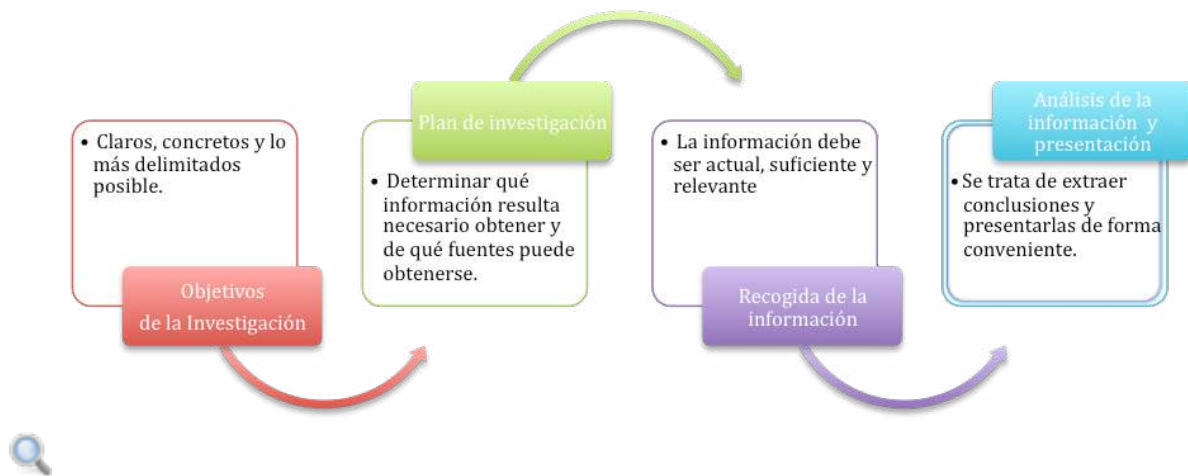 • Claros, concretos y lo
más delimitados
posible.
Objetivos
de la Investigación
Plan de investigación
• Determinar qué
información resulta
necesario obtener y
de qué fuentes puede
obtenerse.
• La información debe
ser actual, suficiente y
relevante
Recogida de la
información
Análisis de la
información y
presentación
• Se trata de extraer
conclusiones y
presentarlas de forma
conveniente.